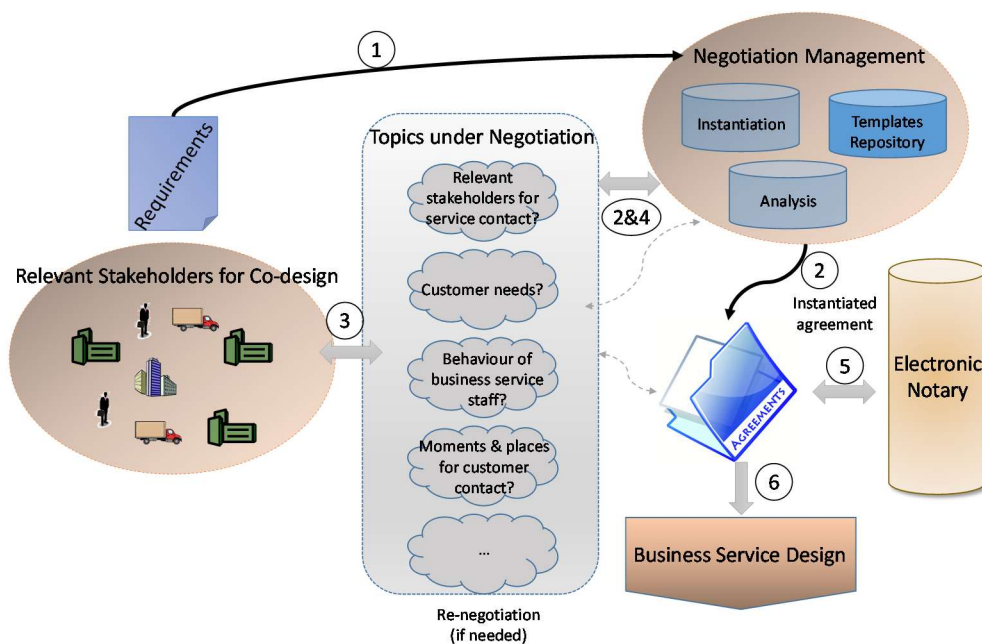 1
Negotiation Management
Instantiation
Templates
Repository
Analysis
Requirements
Topics under Negotiation
Relevant
stakeholders for
service contact?
2&4
Customer needs?
Behaviour of
business service
staff?
Moments & places
for customer
contact?
...
Re-negotiation
(if needed)
Relevant Stakeholders for Co-design
3
2
Instantiated
agreement
AGREEMENTS
5
Electronic
Notary
6
Business Service Design